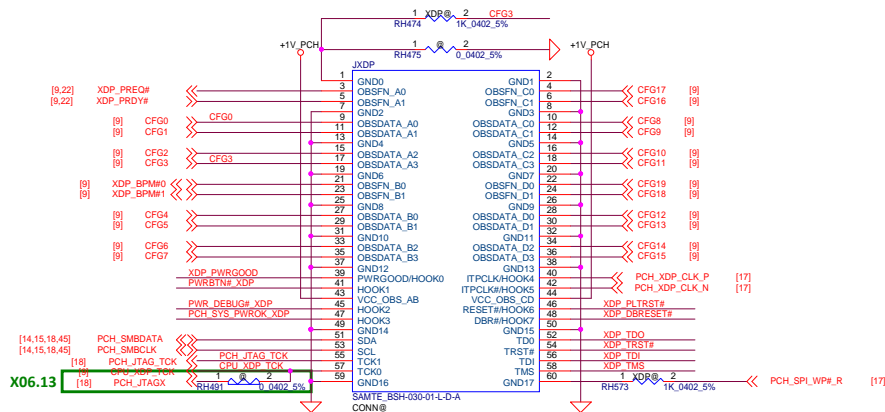 1 XDP@ 2 CFG3
RH474 1K_0402_5%
1 @ 2
RH475 0_0402_5%
+1V_PCH +1V_PCH
JXDP
1 GND0 GND1 2
[9,22] XDP_PREQ# 3 OBSFN_A0 OBSFN_C0 4 CFG17 [9]
[9,22] XDP_PRDY# 5 OBSFN_A1 OBSFN_C1 6 CFG16 [9]
7 GND2 GND3 8
[9] CFG0 CFG0 9 OBSDATA_A0 OBSDATA_C0 10 CFG8 [9]
[9] CFG1 11 OBSDATA_A1 OBSDATA_C1 12 CFG9 [9]
13 GND4 GND5 14
[9] CFG2 15 OBSDATA_A2 OBSDATA_C2 16 CFG10 [9]
[9] CFG3 CFG3 17 OBSDATA_A3 OBSDATA_C3 18 CFG11 [9]
19 GND6 GND7 20
[9] XDP_BPM#0 21 OBSFN_B0 OBSFN_D0 22 CFG19 [9]
[9] XDP_BPM#1 23 OBSFN_B1 OBSFN_D1 24 CFG18 [9]
25 GND8 GND9 26
[9] CFG4 27 OBSDATA_B0 OBSDATA_D0 28 CFG12 [9]
[9] CFG5 29 OBSDATA_B1 OBSDATA_D1 30 CFG13 [9]
31 GND10 GND11 32
[9] CFG6 33 OBSDATA_B2 OBSDATA_D2 34 CFG14 [9]
[9] CFG7 35 OBSDATA_B3 OBSDATA_D3 36 CFG15 [9]
37 GND12 GND13 38
XDP_PWRGOOD 39 PWRGOOD/HOOK0 ITPCLK/HOOK4 40 PCH_XDP_CLK_P [17]
PWRBTN#_XDP 41 HOOK1 ITPCLK#/HOOK5 42 PCH_XDP_CLK_N [17]
43 VCC_OBS_AB VCC_OBS_CD 44
PWR_DEBUG#_XDP 45 HOOK2 RESET#/HOOK6 46 XDP_PLTRST#
PCH_SYS_PWROK_XDP 47 HOOK3 DBR#/HOOK7 48 XDP_DBRESET#
49 GND14 GND15 50
[14,15,18,45] PCH_SMBDATA 51 SDA TD0 52 XDP_TDO
[14,15,18,45] PCH_SMBCLK 53 SCL TRST# 54 XDP_TRST#
[18] PCH_JTAG_TCK PCH_JTAG_TCK 55 TCK1 TDI 56 XDP_TDI
[9] CPU_XDP_TCK CPU_XDP_TCK 57 TCK0 TMS 58 XDP_TMS
X06.13 [18] PCH_JTAGX 1 @ 2 59 GND16 GND17 60 1 XDP@ 2 PCH_SPI_WP#_R [17]
RH491 0_0402_5% RH573 1K_0402_5%
SAMTE_BSH-030-01-L-D-A
CONN@